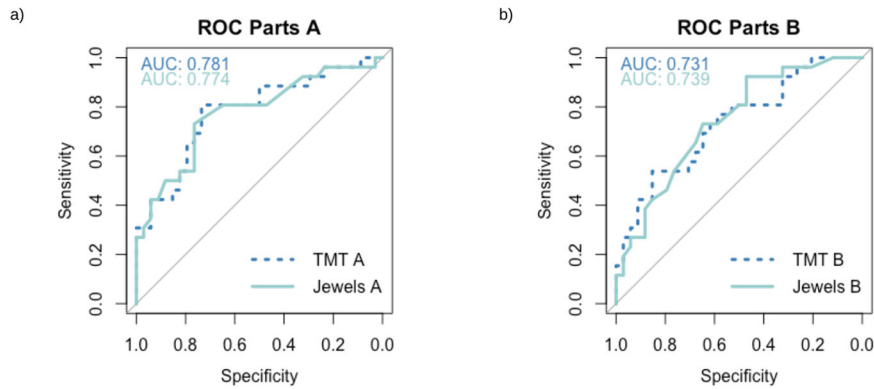 a)
ROC Parts A
AUC: 0.781
AUC: 0.774
Sensitivity
1.0
0.8
0.6
0.4
0.2
0.0
TMT A
Jewels A
1.0 0.8 0.6 0.4 0.2 0.0
Specificity
b)
ROC Parts B
AUC: 0.731
AUC: 0.739
Sensitivity
1.0
0.8
0.6
0.4
0.2
0.0
TMT B
Jewels B
1.0 0.8 0.6 0.4 0.2 0.0
Specificity